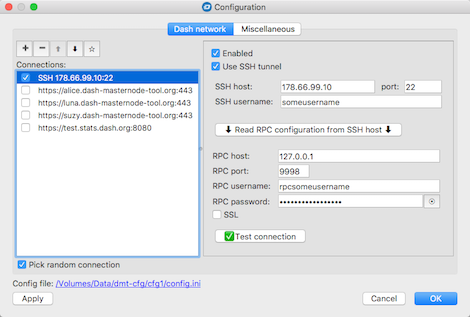 Configuration
Dash network Miscellaneous
Connections:
SSH 178.66.99.10:22
https://alice.dash-masternode-tool.org:443
https://luna.dash-masternode-tool.org:443
https://suzy.dash-masternode-tool.org:443
https://test.stats.dash.org:8080
Pick random connection
Enabled
Use SSH tunnel
SSH host: 178.66.99.10 port: 22
SSH username: someusername
Read RPC configuration from SSH host
RPC host: 127.0.0.1
RPC port: 9998
RPC username: rpcsomeusername
RPC password: •••••••••••••••••
SSL
Test connection
Config file: /Volumes/Data/dmt-cfg/cfg1/config.ini
Apply Cancel OK